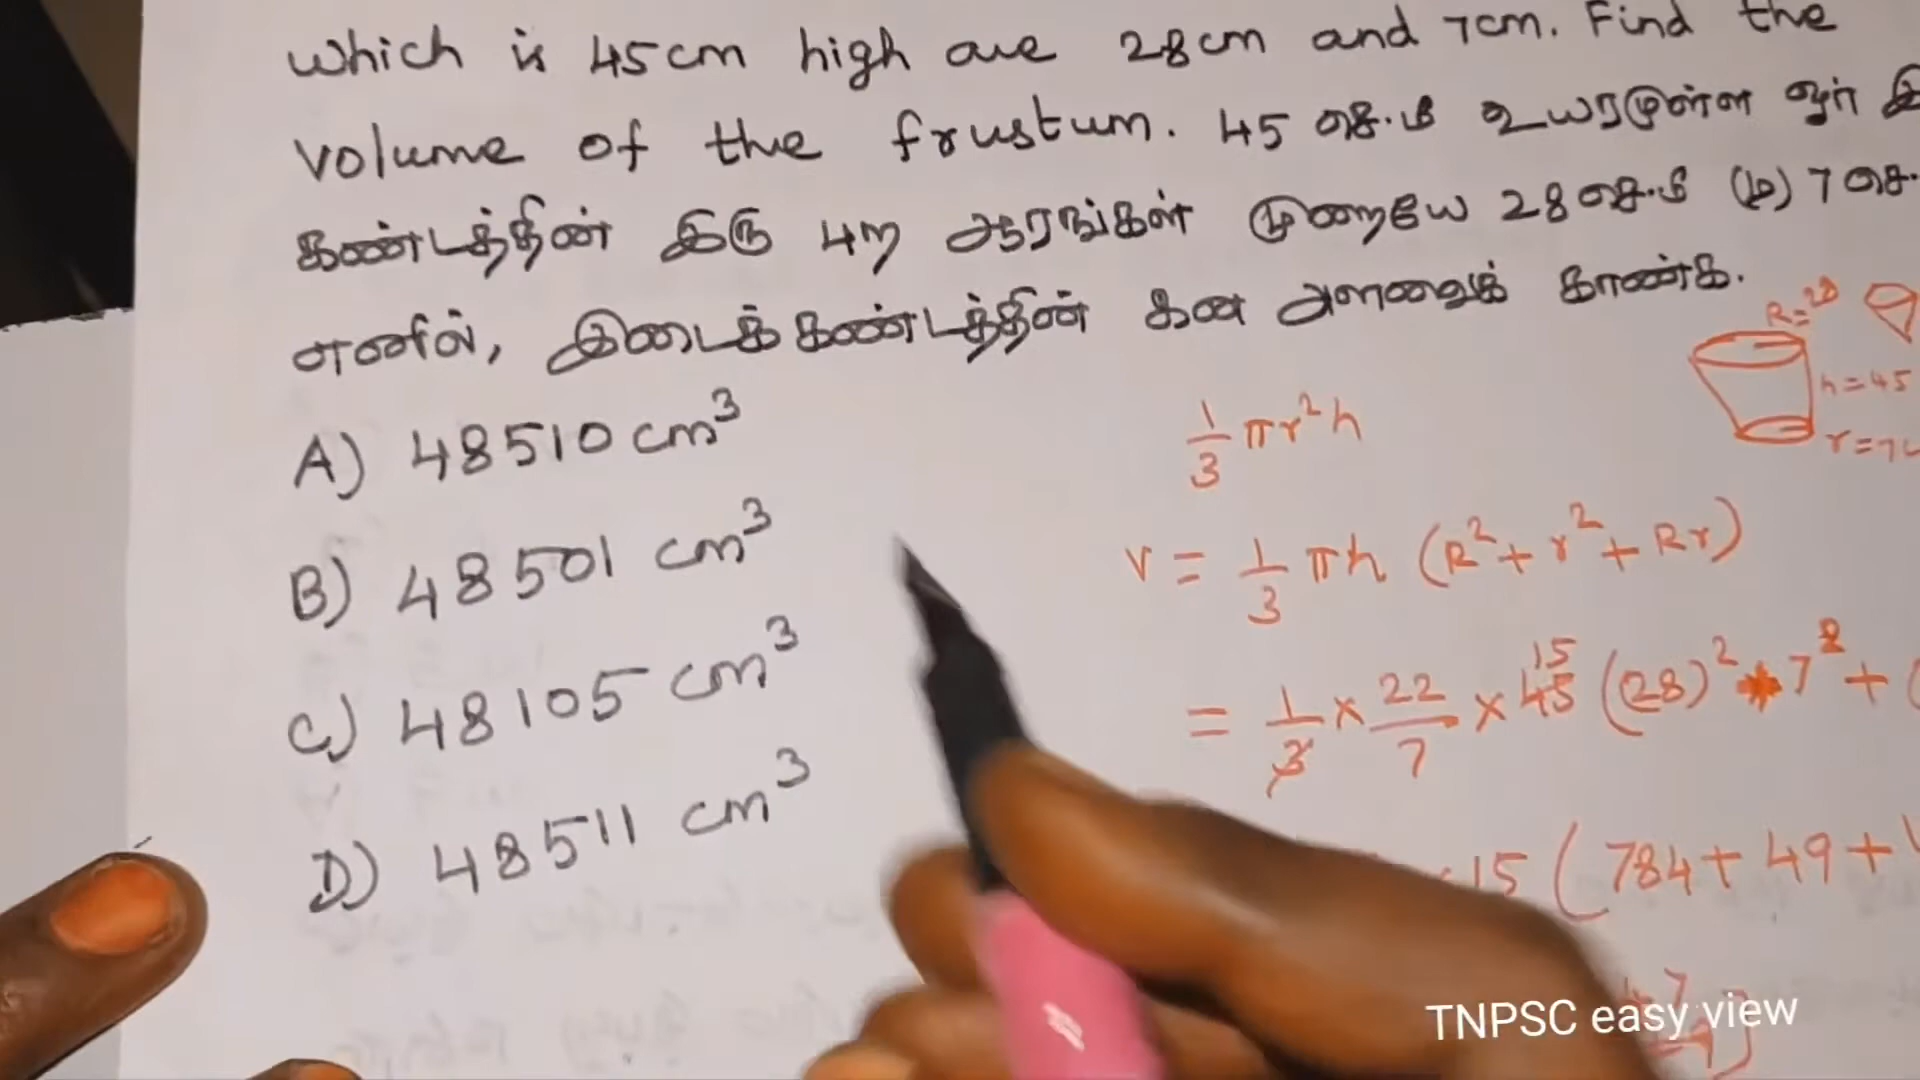 which is 45cm high are 28cm and 7cm. Find the
volume of the frustum. 45 செ.மீ உயரமுள்ள ஓர் இ
கண்டத்தின் இரு புற ஆரங்கள் முறையே 28செ.மீ (ம) 7செ.
எனில், இடைக்கண்டத்தின் கன அளவைக் காண்க.
R=28
h=45
r=7c
A) 48510 cm³
B) 48501 cm³
C) 48105 cm³
D) 48511 cm³
1/3 πr²h
V = 1/3 πh (R²+r²+Rr)
= 1/3 × 22/7 × 45 15 (28)² + 7² + (
15 (784+49+
TNPSC easy view